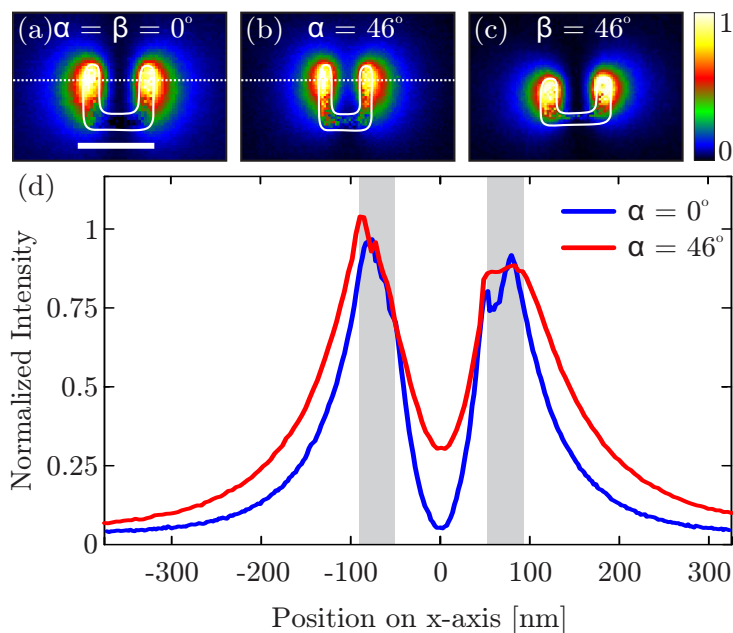 (a) α = β = 0° (b) α = 46° (c) β = 46° 1
0
(d)
α = 0°
α = 46°
1
0.75
0.5
0.25
0
Normalized Intensity
-300 -200 -100 0 100 200 300
Position on x-axis [nm]